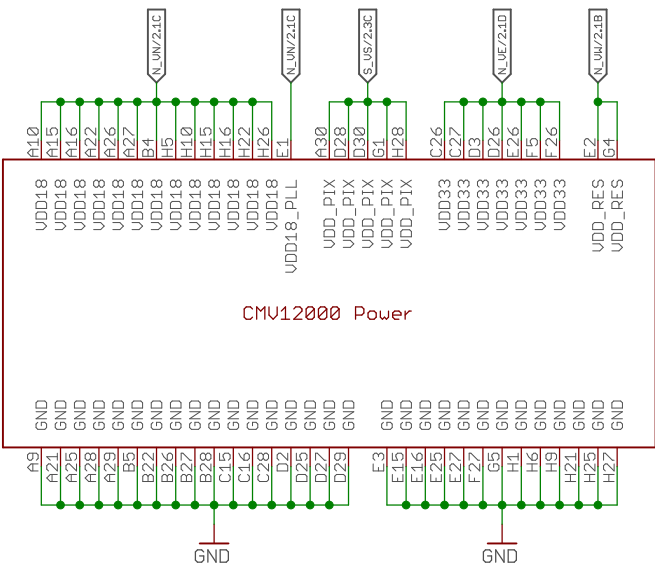 N_VN/2.1C N_VN/2.1C S_VS/2.3C N_VE/2.1D N_VW/2.1B
A10 A15 A16 A22 A26 A27 B4 H5 H10 H15 H16 H22 H26 E1 A30 D28 D30 G1 H28 C26 C27 D3 D26 E26 F5 F26 E2 G4
VDD18 VDD18 VDD18 VDD18 VDD18 VDD18 VDD18 VDD18 VDD18 VDD18 VDD18 VDD18 VDD18 VDD18_PLL VDD_PIX VDD_PIX VDD_PIX VDD_PIX VDD_PIX VDD33 VDD33 VDD33 VDD33 VDD33 VDD33 VDD33 VDD_RES VDD_RES
CMV12000 Power
GND GND GND GND GND GND GND GND GND GND GND GND GND GND GND GND GND GND GND GND GND GND GND GND GND GND GND GND GND GND
A9 A21 A25 A28 A29 B5 B22 B26 B27 B28 C15 C16 C28 D2 D25 D27 D29 E3 E15 E16 E25 E27 F27 G5 H1 H6 H9 H21 H25 H27
GND GND